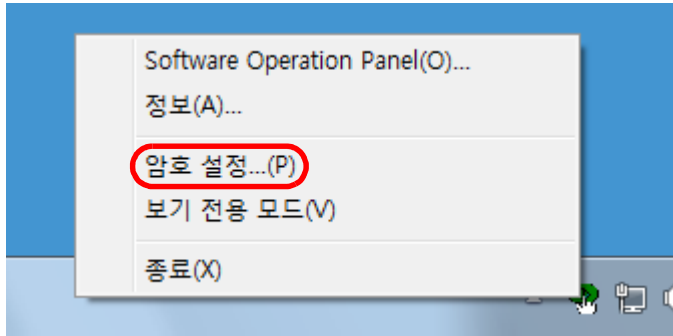 Software Operation Panel(O)...
정보(A)...
암호 설정...(P)
보기 전용 모드(V)
종료(X)